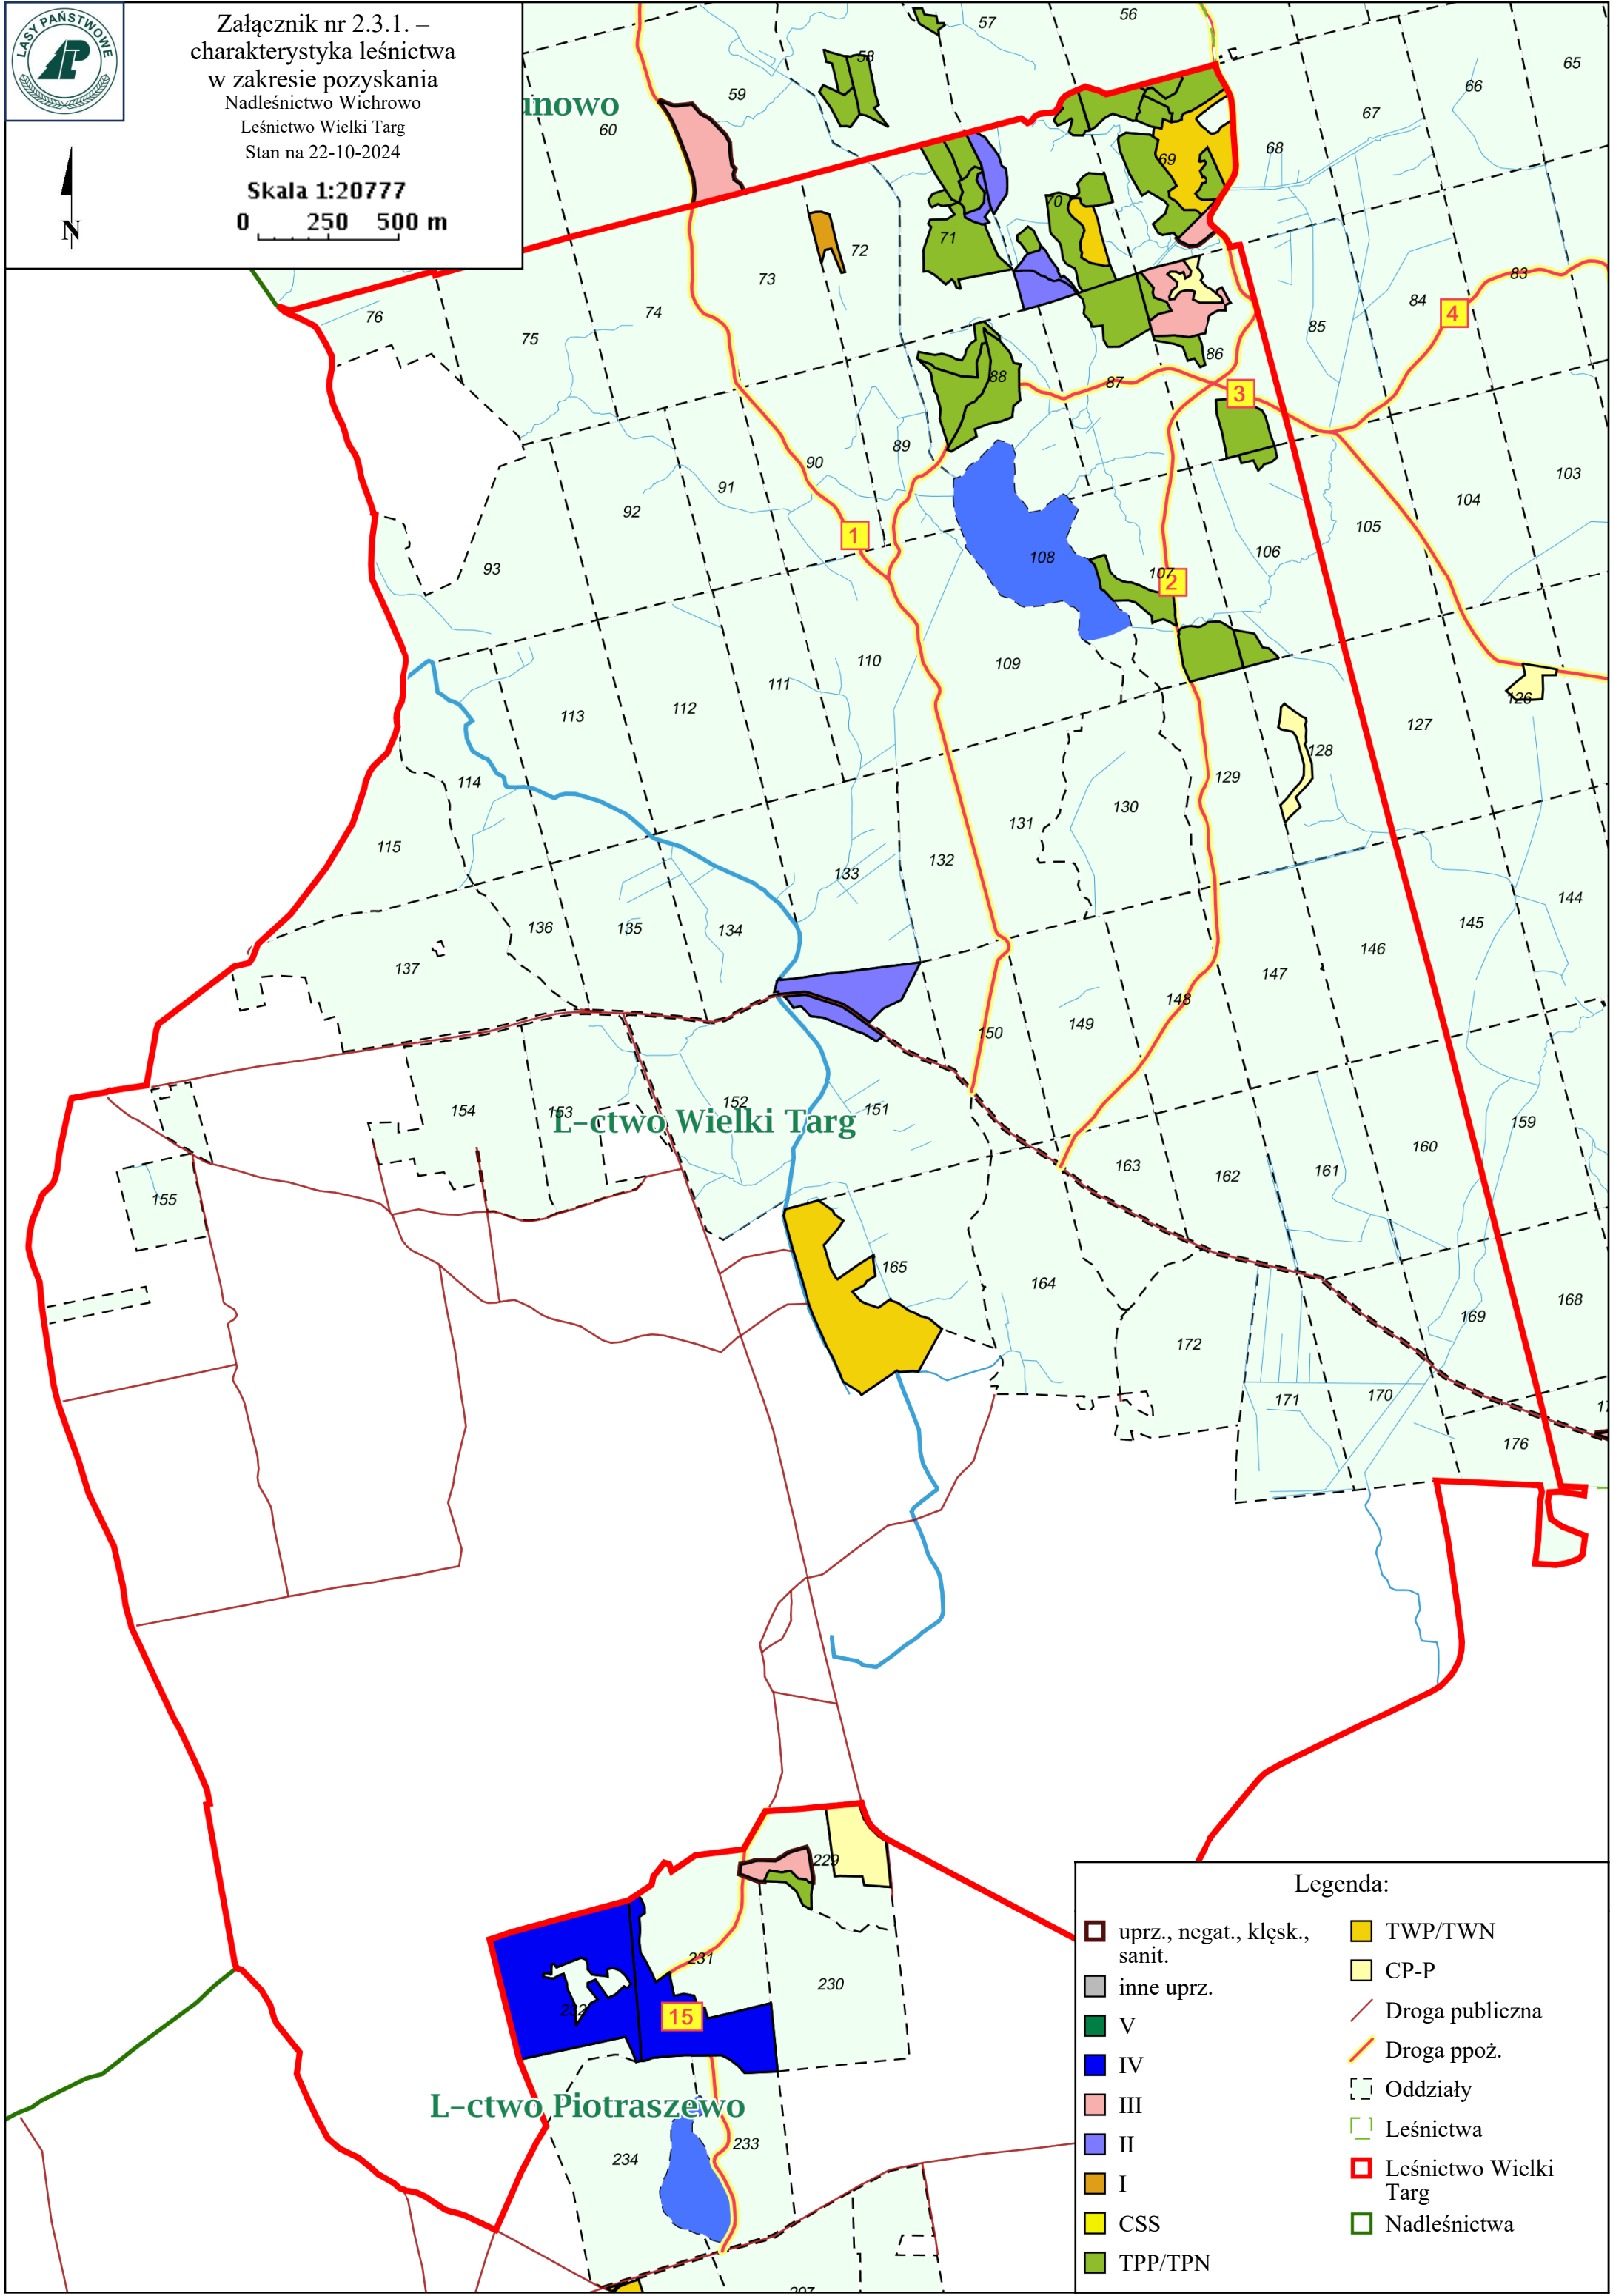 LASY PAŃSTWOWE
Załącznik nr 2.3.1. –
charakterystyka leśnictwa
w zakresie pozyskania
Nadleśnictwo Wichrowo
Leśnictwo Wielki Targ
Stan na 22-10-2024
Skala 1:20777
0 250 500 m
N
unowo
57
56
58
59
60
65
66
67
68
69
70
71
72
73
74
75
76
83
84
85
86
87
88
89
90
91
92
93
103
104
105
106
107
108
109
110
111
112
113
114
115
126
127
128
129
130
131
132
133
134
135
136
137
144
145
146
147
148
149
150
151
152
153
154
155
159
160
161
162
163
164
165
168
169
170
171
172
176
1
2
3
4
L-ctwo Wielki Targ
229
230
231
232
15
L-ctwo Piotraszewo
233
234
Legenda:
uprz., negat., klęsk.,
sanit.
inne uprz.
V
IV
III
II
I
CSS
TPP/TPN
TWP/TWN
CP-P
Droga publiczna
Droga ppoż.
Oddziały
Leśnictwa
Leśnictwo Wielki
Targ
Nadleśnictwa